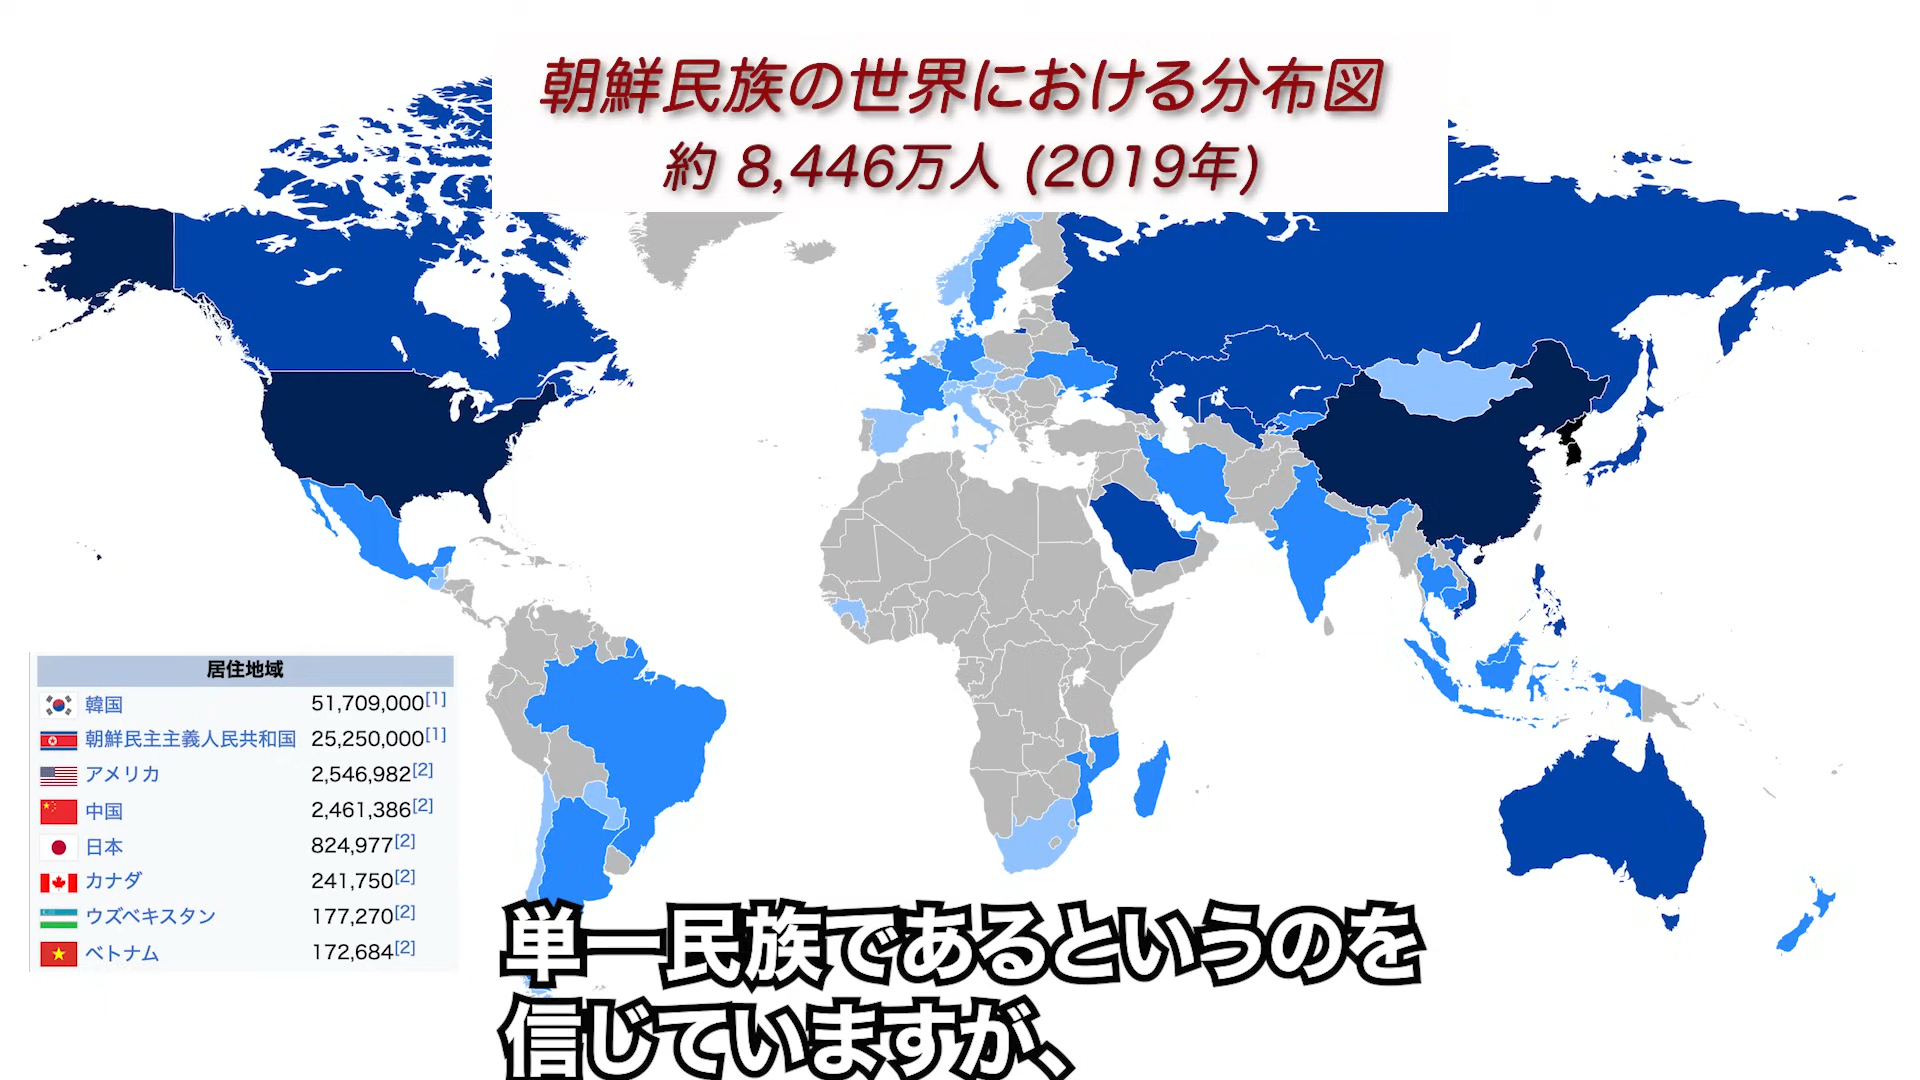 朝鮮民族の世界における分布図
約 8,446万人 (2019年)
居住地域
韓国 51,709,000[1]
朝鮮民主主義人民共和国 25,250,000[1]
アメリカ 2,546,982[2]
中国 2,461,386[2]
日本 824,977[2]
カナダ 241,750[2]
ウズベキスタン 177,270[2]
ベトナム 172,684[2]
単一民族であるというのを
信じていますが、